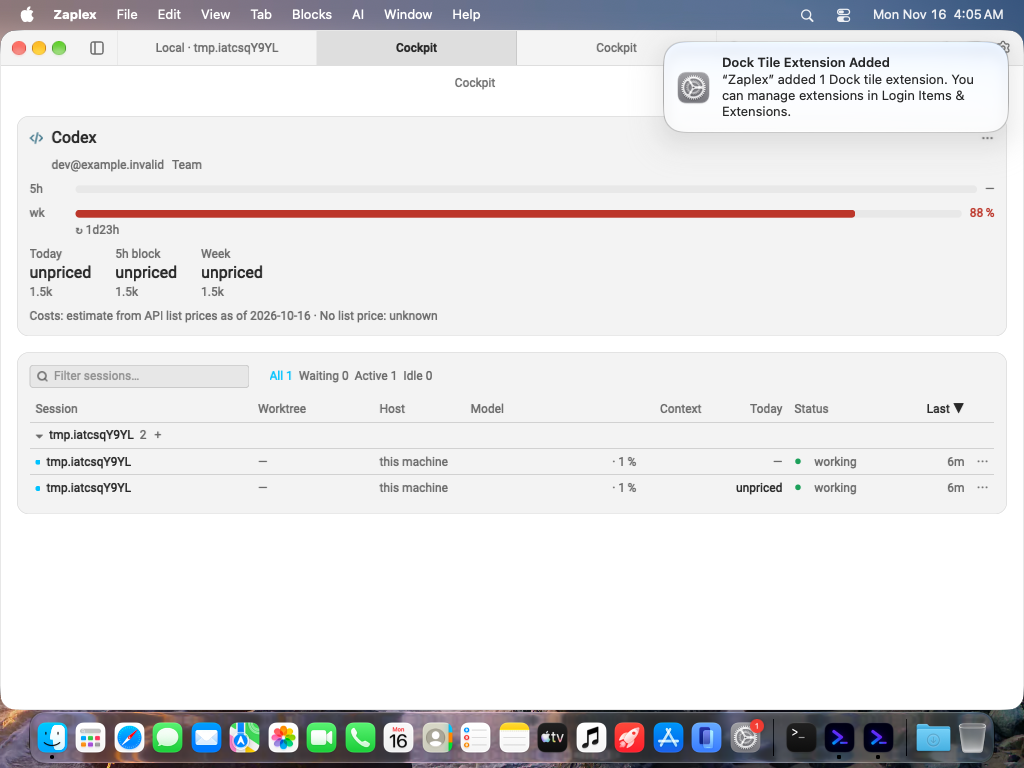 Zaplex File Edit View Tab Blocks AI Window Help Mon Nov 16 4:05 AM
Local · tmp.iatcsqY9YL Cockpit Cockpit
Dock Tile Extension Added
“Zaplex” added 1 Dock tile extension. You
can manage extensions in Login Items &
Extensions.
Cockpit
Codex
dev@example.invalid Team
5h —
wk 88 %
↻ 1d23h
Today 5h block Week
unpriced unpriced unpriced
1.5k 1.5k 1.5k
Costs: estimate from API list prices as of 2026-10-16 · No list price: unknown
Filter sessions... All 1 Waiting 0 Active 1 Idle 0
Session Worktree Host Model Context Today Status Last ▼
tmp.iatcsqY9YL 2 +
tmp.iatcsqY9YL — this machine · 1 % — working 6m ···
tmp.iatcsqY9YL — this machine · 1 % unpriced working 6m ···
Mon
16
tv
1
>_